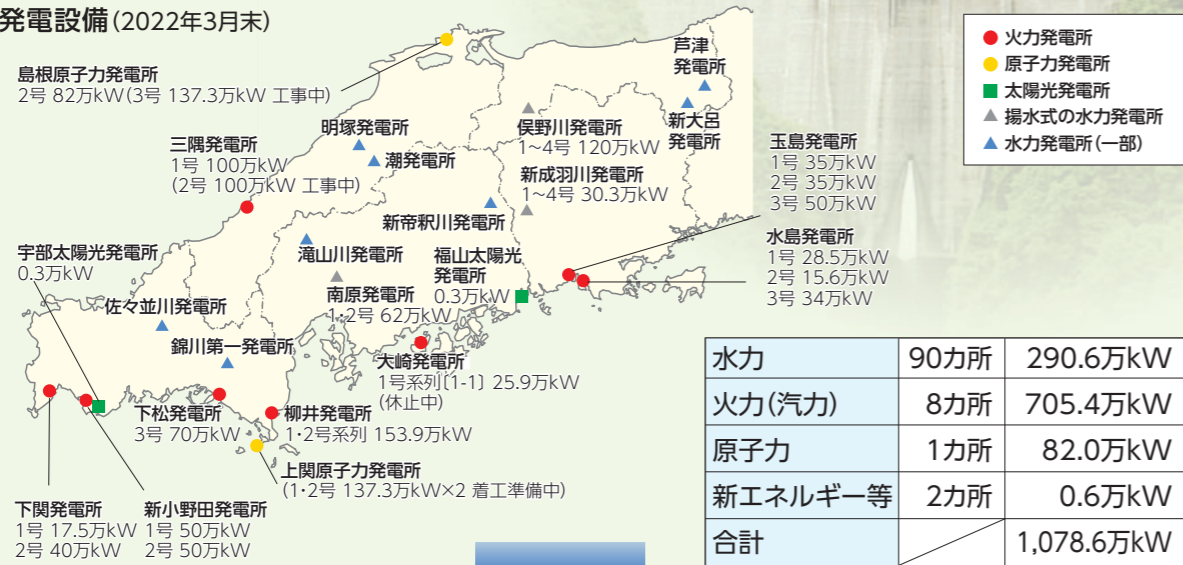 発電設備(2022年3月末)
火力発電所
原子力発電所
太陽光発電所
揚水式の水力発電所
水力発電所(一部)
島根原子力発電所
2号 82万kW(3号 137.3万kW 工事中)
三隅発電所
1号 100万kW
(2号 100万kW 工事中)
明塚発電所
潮発電所
俣野川発電所
1~4号 120万kW
芦津
発電所
新大呂
発電所
新成羽川発電所
1~4号 30.3万kW
新帝釈川発電所
玉島発電所
1号 35万kW
2号 35万kW
3号 50万kW
水島発電所
1号 28.5万kW
2号 15.6万kW
3号 34万kW
宇部太陽光発電所
0.3万kW
滝山川発電所
福山太陽光
発電所
0.3万kW
南原発電所
1・2号 62万kW
佐々並川発電所
錦川第一発電所
大崎発電所
1号系列[1-1] 25.9万kW
(休止中)
下松発電所
3号 70万kW
柳井発電所
1・2号系列 153.9万kW
上関原子力発電所
(1・2号 137.3万kW×2 着工準備中)
下関発電所
1号 17.5万kW
2号 40万kW
新小野田発電所
1号 50万kW
2号 50万kW
水力 90カ所 290.6万kW
火力(汽力) 8カ所 705.4万kW
原子力 1カ所 82.0万kW
新エネルギー等 2カ所 0.6万kW
合計 1,078.6万kW